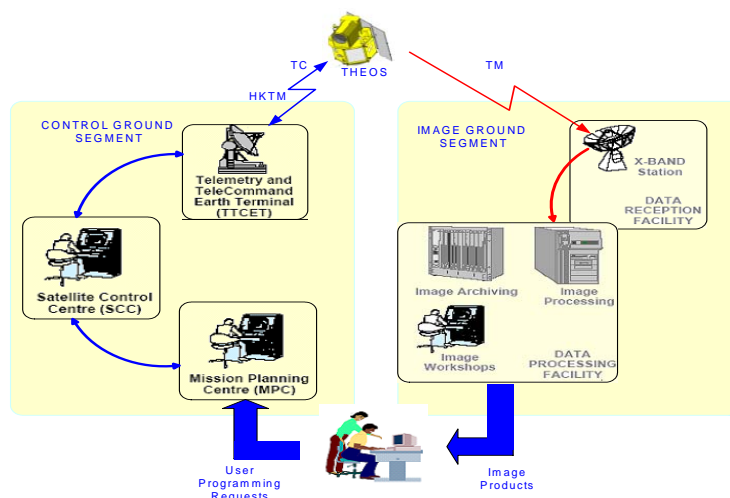 TC
THEOS
TM
HKTM
CONTROL GROUND
SEGMENT
Telemetry and
TeleCommand
Earth Terminal
(TTCET)
Satellite Control
Centre (SCC)
Mission Planning
Centre (MPC)
IMAGE GROUND
SEGMENT
X-BAND
Station
DATA
RECEPTION
FACILITY
Image Archiving
Image
Processing
Image
Workshops
DATA
PROCESSING
FACILITY
User
Programming
Requests
Image
Products